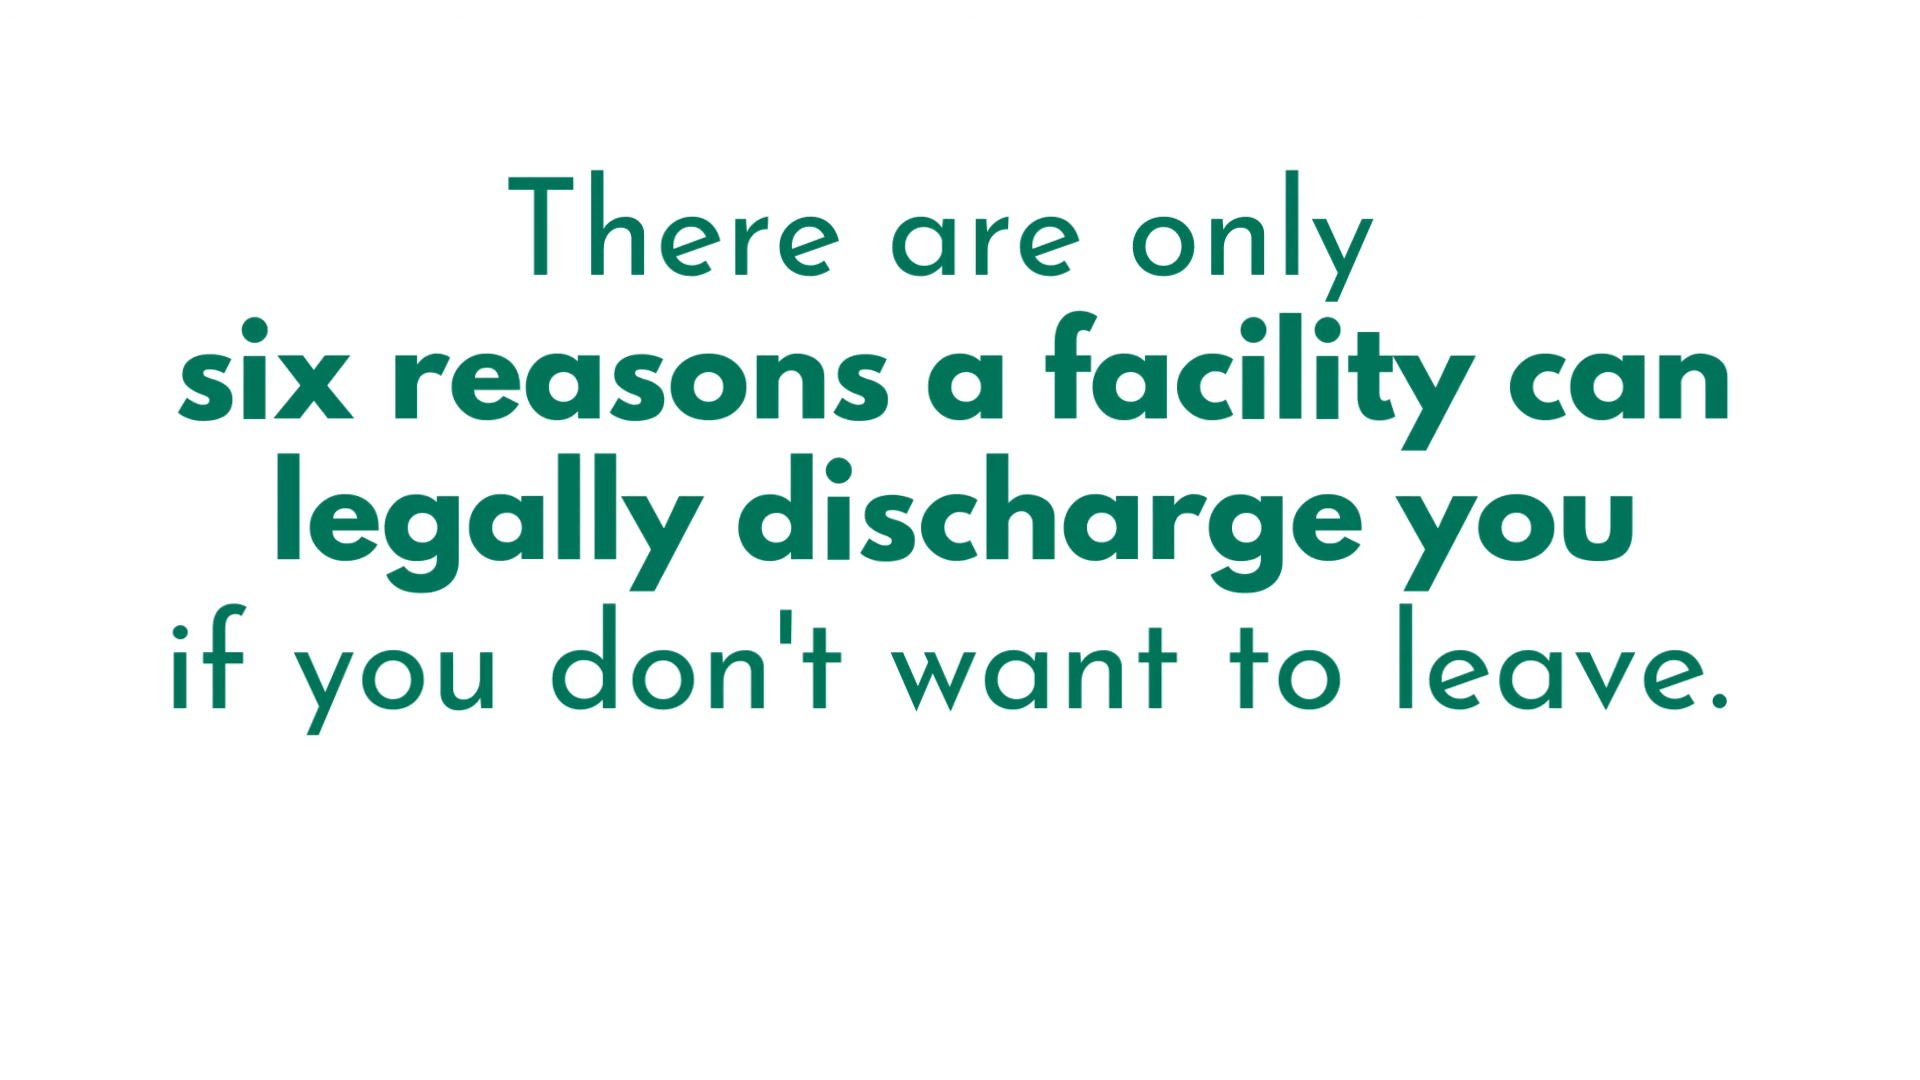 There are only
six reasons a facility can
legally discharge you
if you don't want to leave.